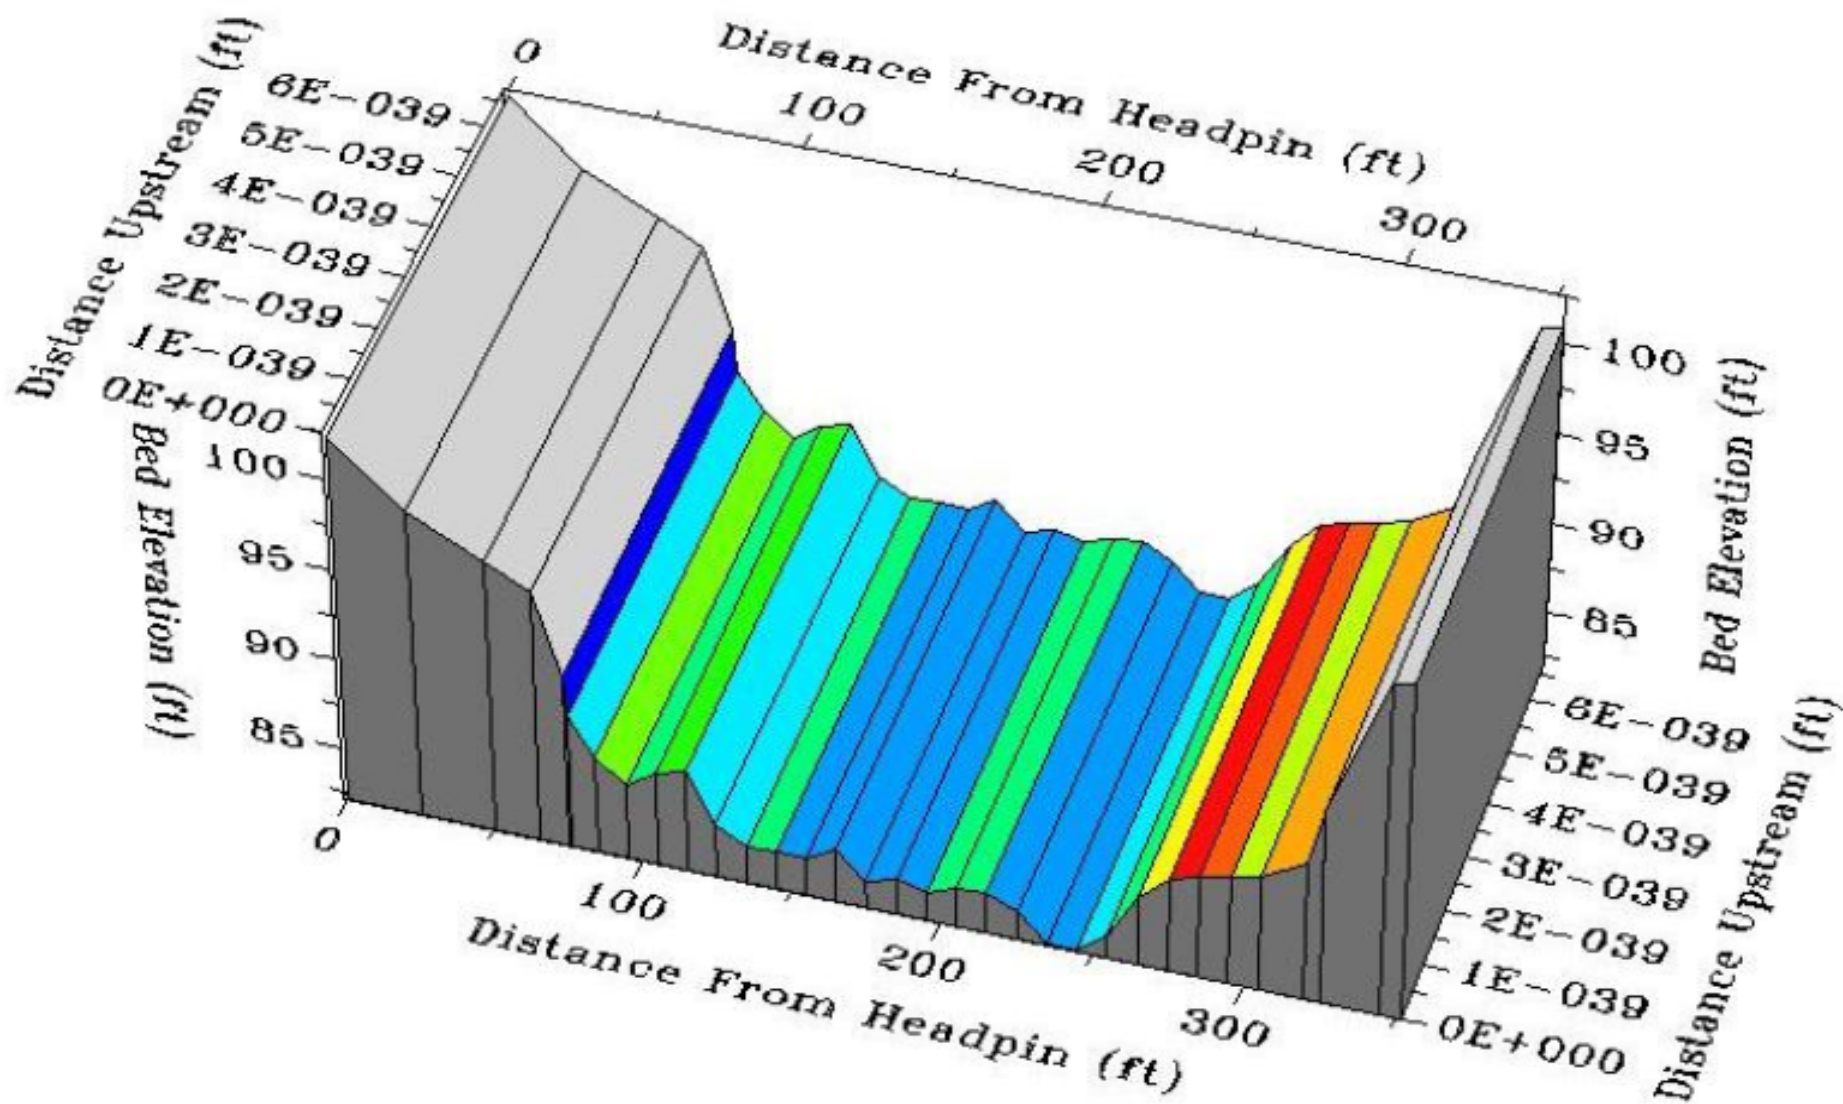 Distance From Headpin (ft)
0
100
200
300
Distance Upstream (ft)
6E-039
5E-039
4E-039
3E-039
2E-039
1E-039
0E+000
Bed Elevation (ft)
100
95
90
85
100
95
90
85
Bed Elevation (ft)
6E-039
5E-039
4E-039
3E-039
2E-039
1E-039
0E+000
Distance Upstream (ft)
0
100
200
300
Distance From Headpin (ft)